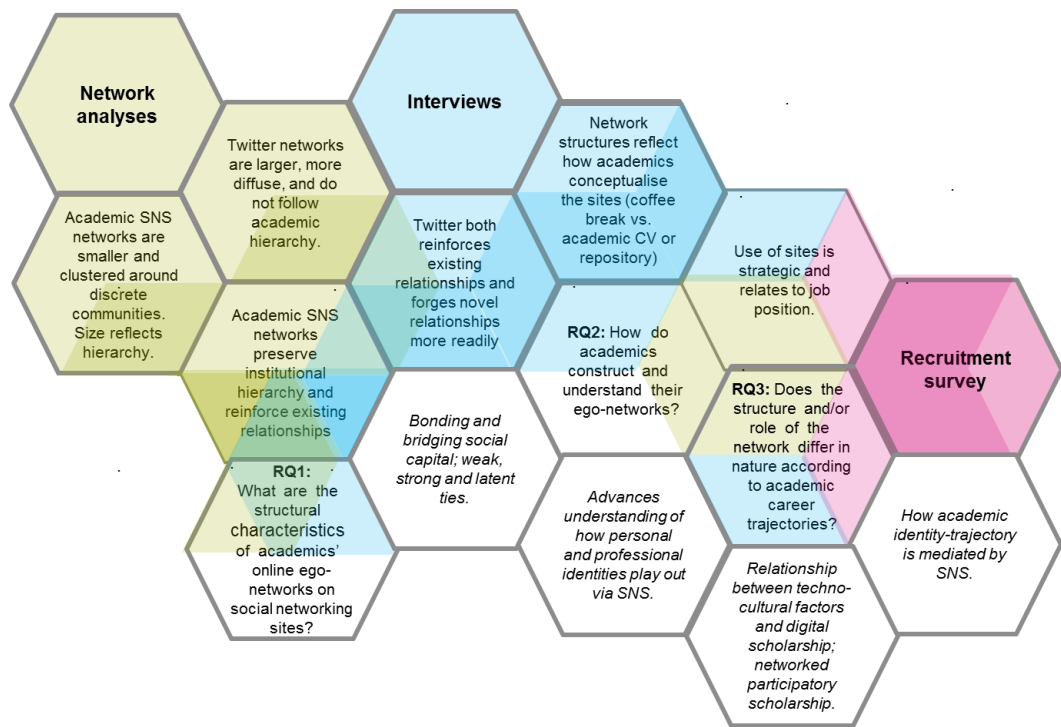 Network
analyses
Interviews
Twitter networks
are larger, more
diffuse, and do
not follow
academic
hierarchy.
Network
structures reflect
how academics
conceptualise
the sites (coffee
break vs.
academic CV or
repository)
Academic SNS
networks are
smaller and
clustered around
discrete
communities.
Size reflects
hierarchy.
Twitter both
reinforces
existing
relationships and
forges novel
relationships
more readily
Use of sites is
strategic and
relates to job
position.
Academic SNS
networks
preserve
institutional
hierarchy and
reinforce existing
relationships
RQ2: How do
academics
construct and
understand their
ego-networks?
Recruitment
survey
Bonding and
bridging social
capital; weak,
strong and latent
ties.
RQ3: Does the
structure and/or
role of the
network differ in
nature according
to academic
career
trajectories?
RQ1:
What are the
structural
characteristics
of academics’
online ego-
networks on
social networking
sites?
Advances
understanding of
how personal
and professional
identities play out
via SNS.
How academic
identity-trajectory
is mediated by
SNS.
Relationship
between techno-
cultural factors
and digital
scholarship;
networked
participatory
scholarship.